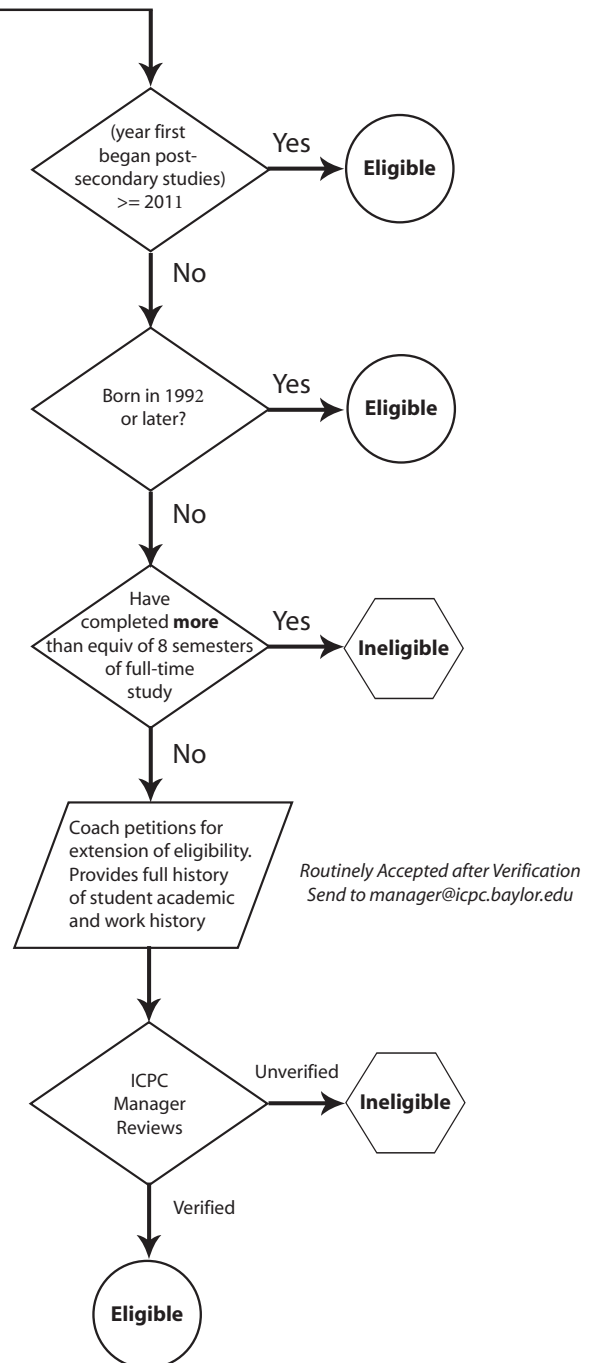 (year first
began post-
secondary studies)
>= 2011
Yes
Eligible
No
Born in 1992
or later?
Yes
Eligible
No
Have
completed more
than equiv of 8 semesters
of full-time
study
Yes
Ineligible
No
Coach petitions for
extension of eligibility.
Provides full history
of student academic
and work history
Routinely Accepted after Verification
Send to manager@icpc.baylor.edu
ICPC
Manager
Reviews
Unverified
Ineligible
Verified
Eligible